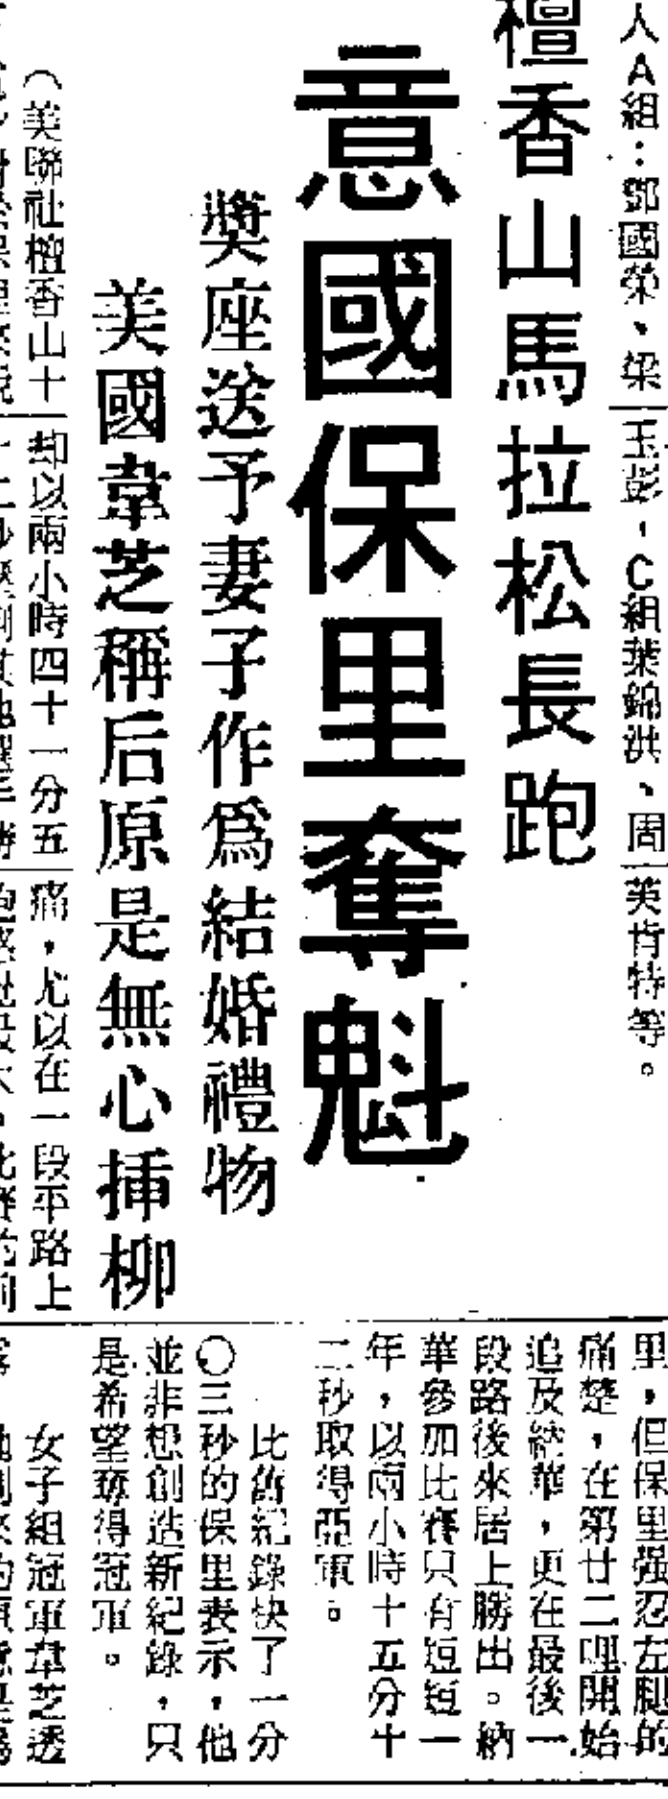 人A組：鄧國榮、梁
玉彭，C組葉錦洪、周
英肯特等。
檀香山馬拉松長跑
意國保里奪魁
獎座送予妻子作爲結婚禮物
美國韋芝稱后原是無心揷柳
（美聯社檀香山十
却以兩小時四十一分五
痛，尤以在一段平路上
里，但保里强忍左腿的
痛楚，在第廿二哩開始
追及納華，更在最後一
段路後來居上勝出。納
華參加比賽只有短短一
年，以兩小時十五分十
二秒取得亞軍。
比舊紀錄快了一分
〇三秒的保里表示，他
並非想創造新紀錄，只
是希望奪得冠軍。
女子組冠軍韋芝透